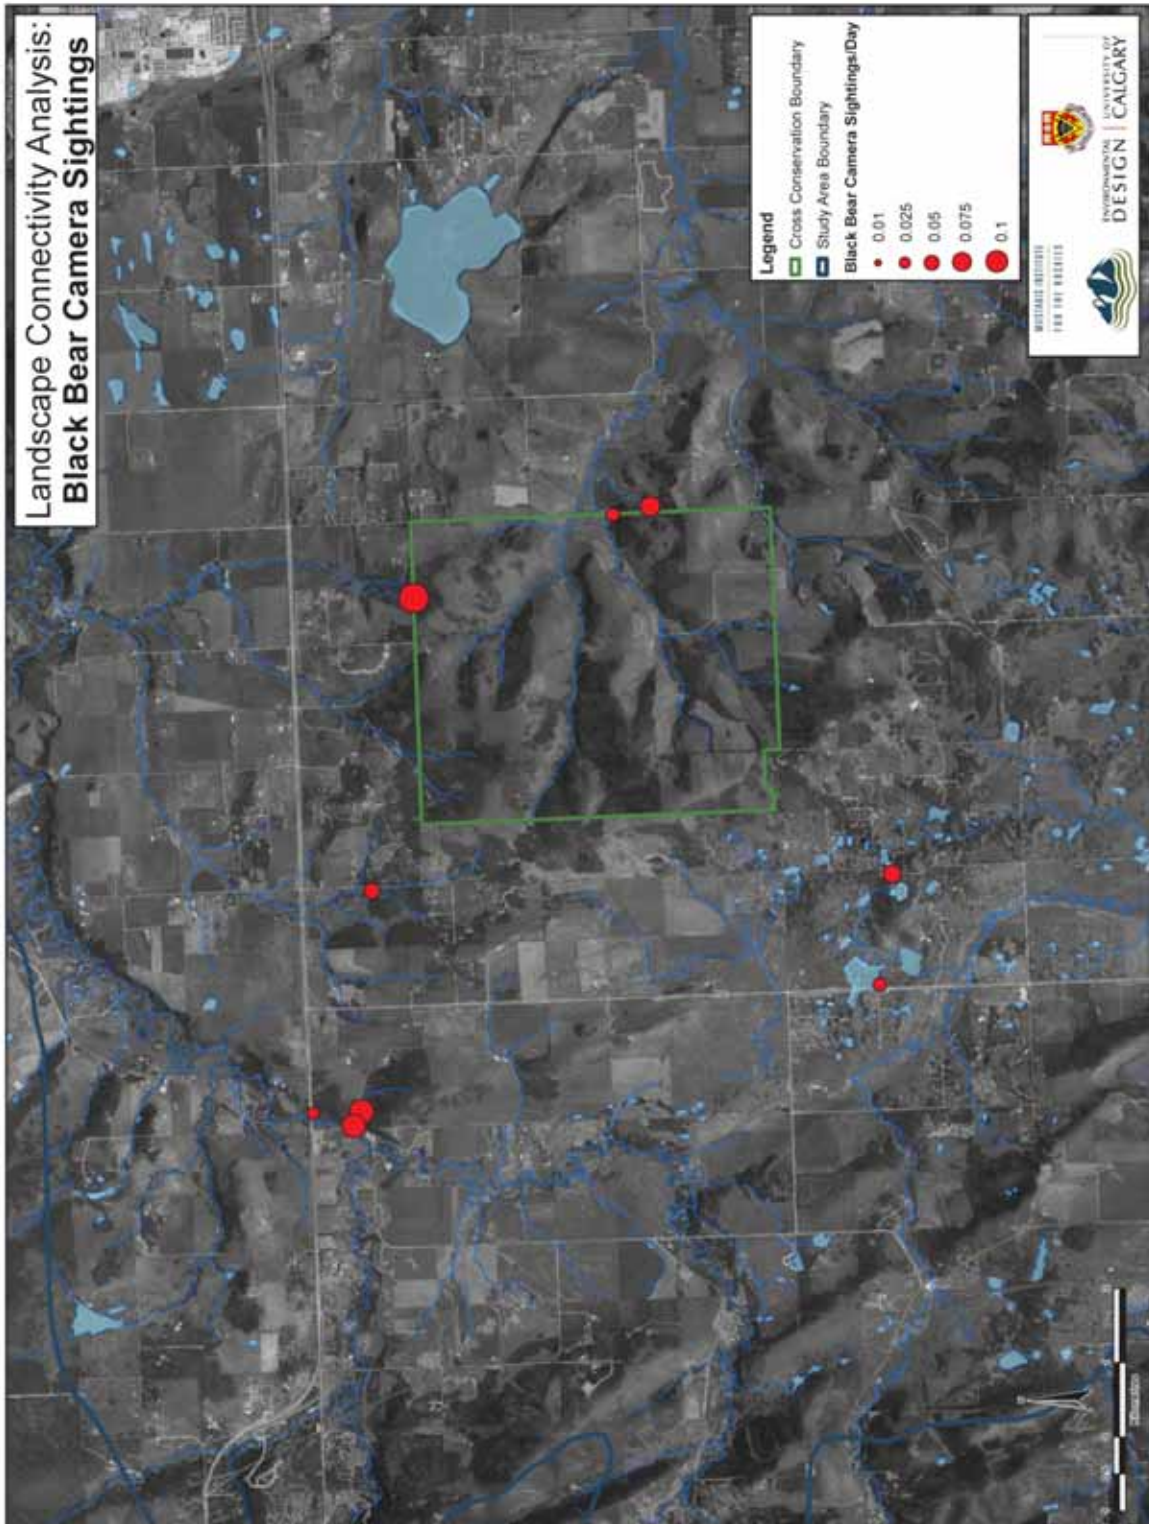 Landscape Connectivity Analysis:
Black Bear Camera Sightings
Legend
Cross Conservation Boundary
Study Area Boundary
Black Bear Camera Sightings/Day
0.01
0.025
0.05
0.075
0.1
MIISTAKIS INSTITUTE
FOR THE ROCKIES
ENVIRONMENTAL
DESIGN
UNIVERSITY OF
CALGARY